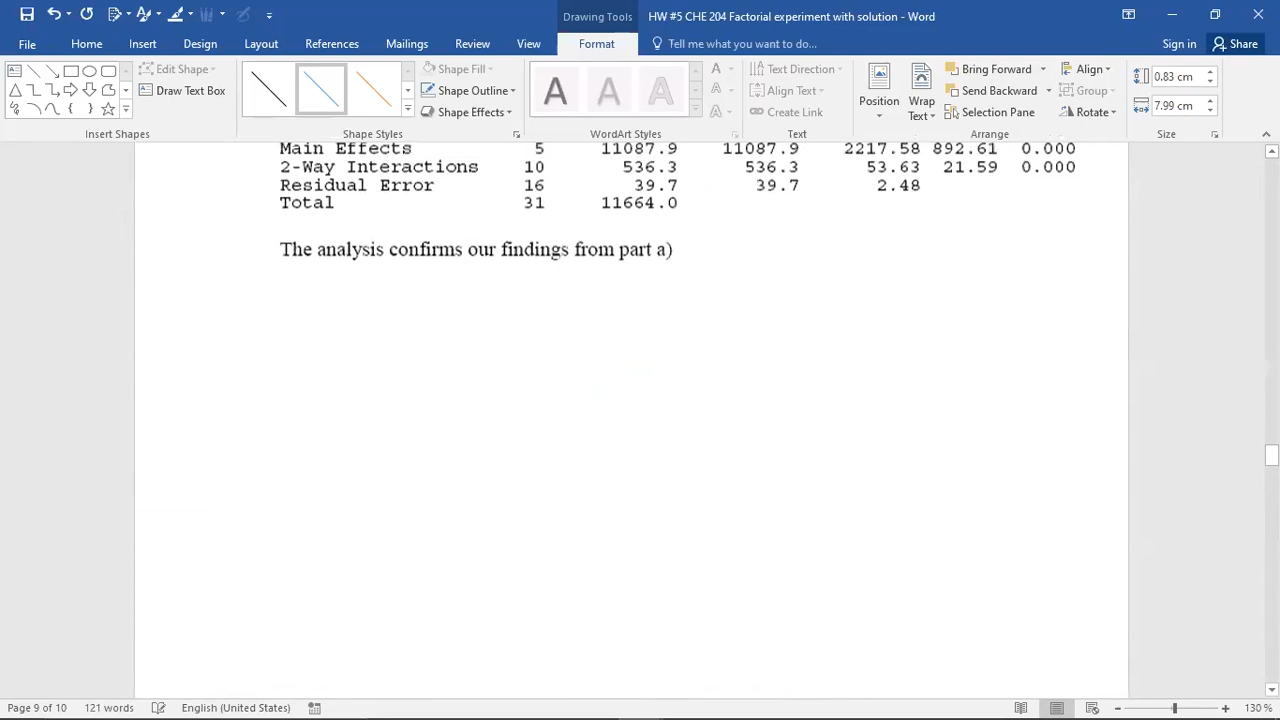 Drawing Tools
HW #5 CHE 204 Factorial experiment with solution - Word
File Home Insert Design Layout References Mailings Review View Format Tell me what you want to do... Sign in Share
Edit Shape
Draw Text Box
Insert Shapes
Shape Fill
Shape Outline
Shape Effects
Shape Styles
A A A
WordArt Styles
Text Direction
Align Text
Create Link
Text
Position
Wrap Text
Bring Forward
Send Backward
Selection Pane
Align
Group
Rotate
Arrange
0.83 cm
7.99 cm
Size
Main Effects 5 11087.9 11087.9 2217.58 892.61 0.000
2-Way Interactions 10 536.3 536.3 53.63 21.59 0.000
Residual Error 16 39.7 39.7 2.48
Total 31 11664.0
The analysis confirms our findings from part a)
Page 9 of 10 121 words English (United States) 130 %